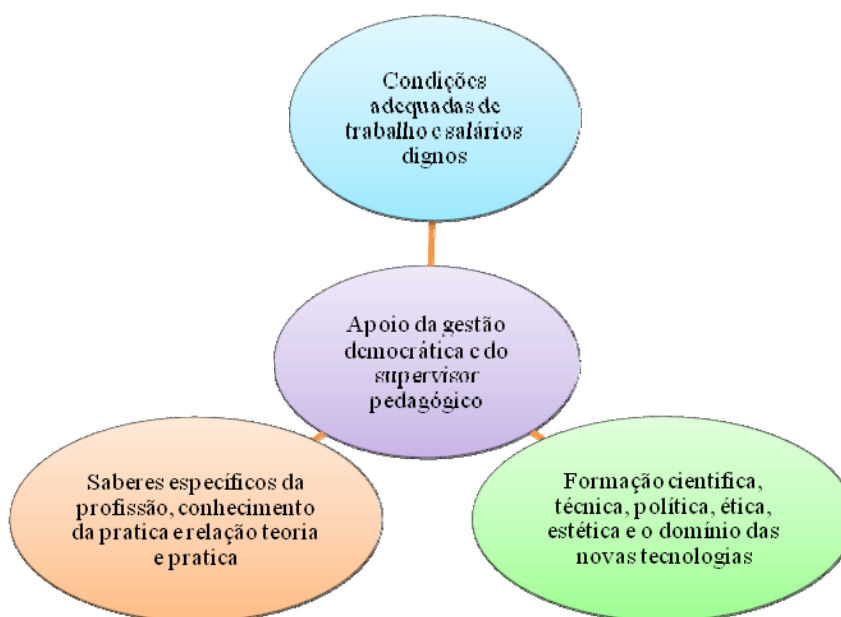 Condições
adequadas de
trabalho e salários
dignos
Apoio da gestão
democrática e do
supervisor
pedagógico
Saberes específicos da
profissão, conhecimento
da pratica e relação teoria
e pratica
Formação cientifica,
técnica, política, ética,
estética e o domínio das
novas tecnologias